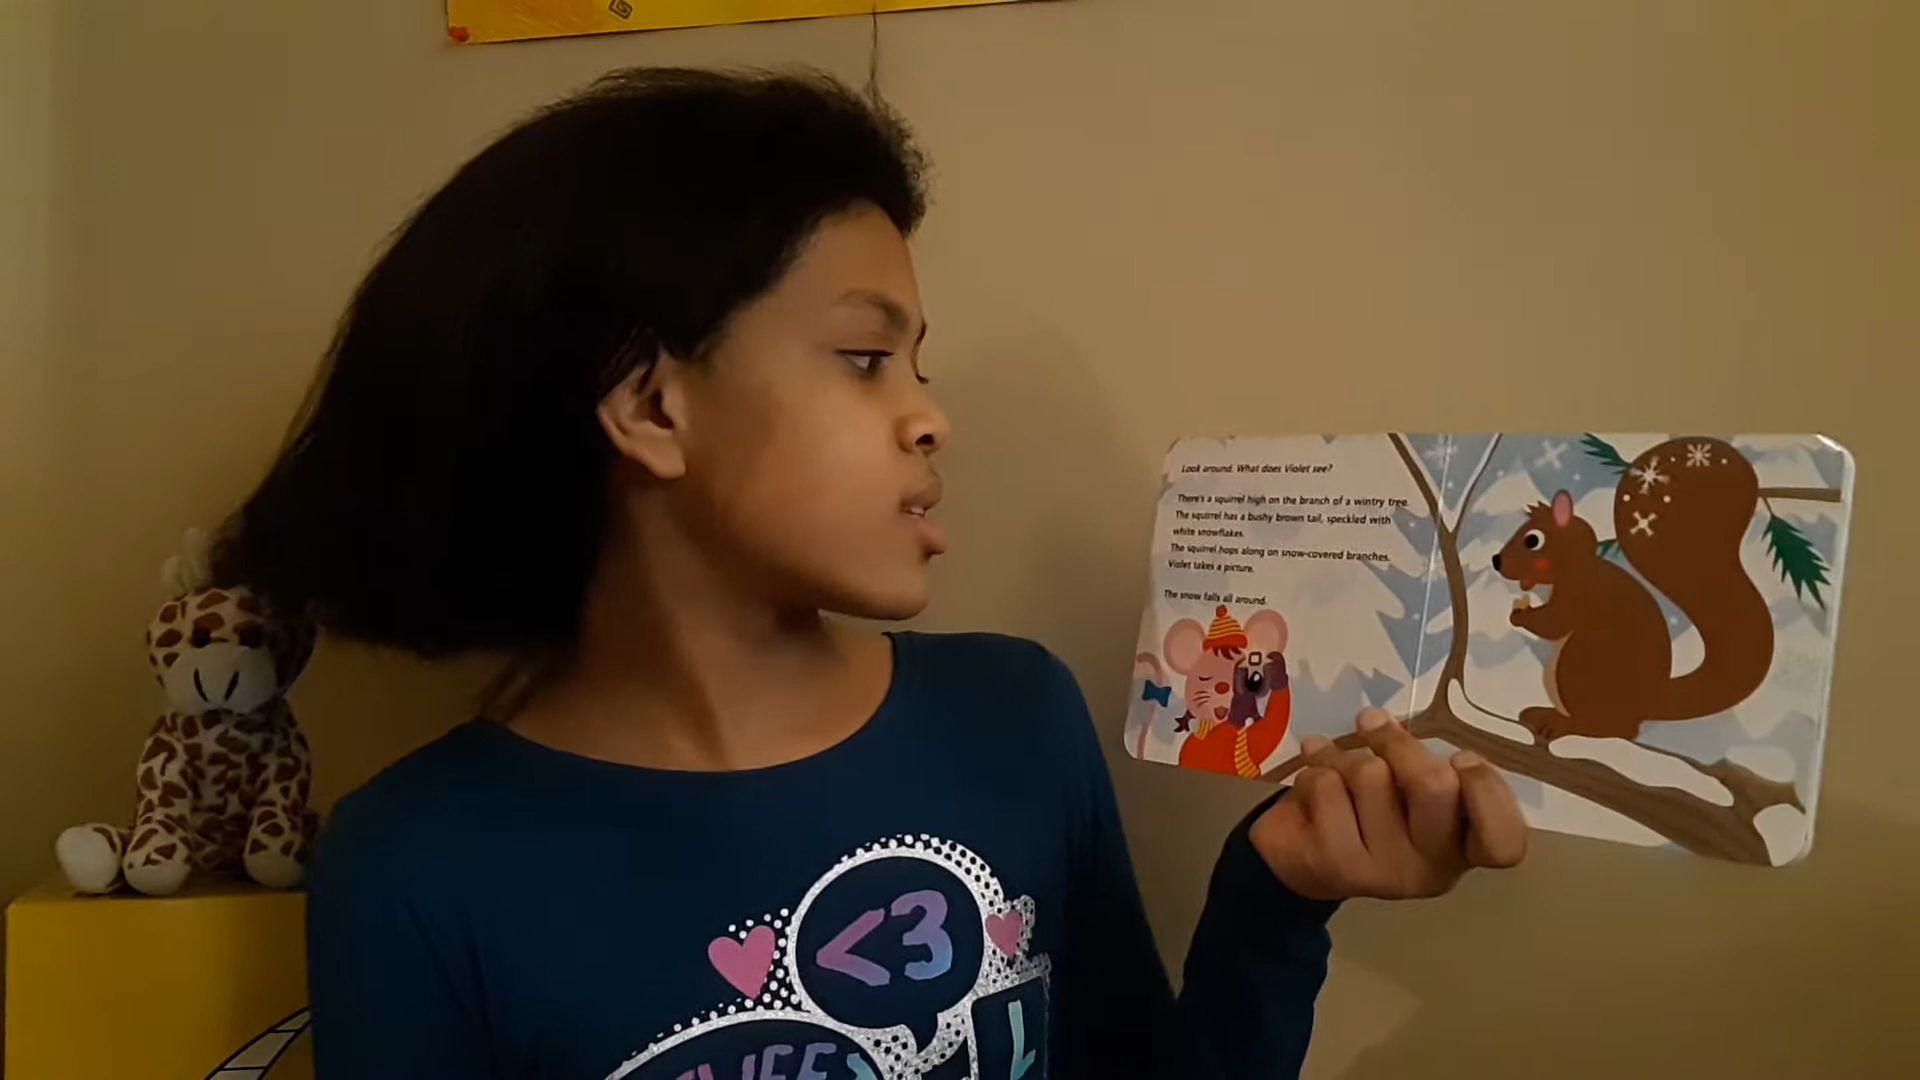 Look around. What does Violet see?
There's a squirrel high on the branch of a wintry tree.
The squirrel has a bushy brown tail, speckled with
white snowflakes.
The squirrel hops along on snow-covered branches.
Violet takes a picture.
The snow falls all around.
<3
L